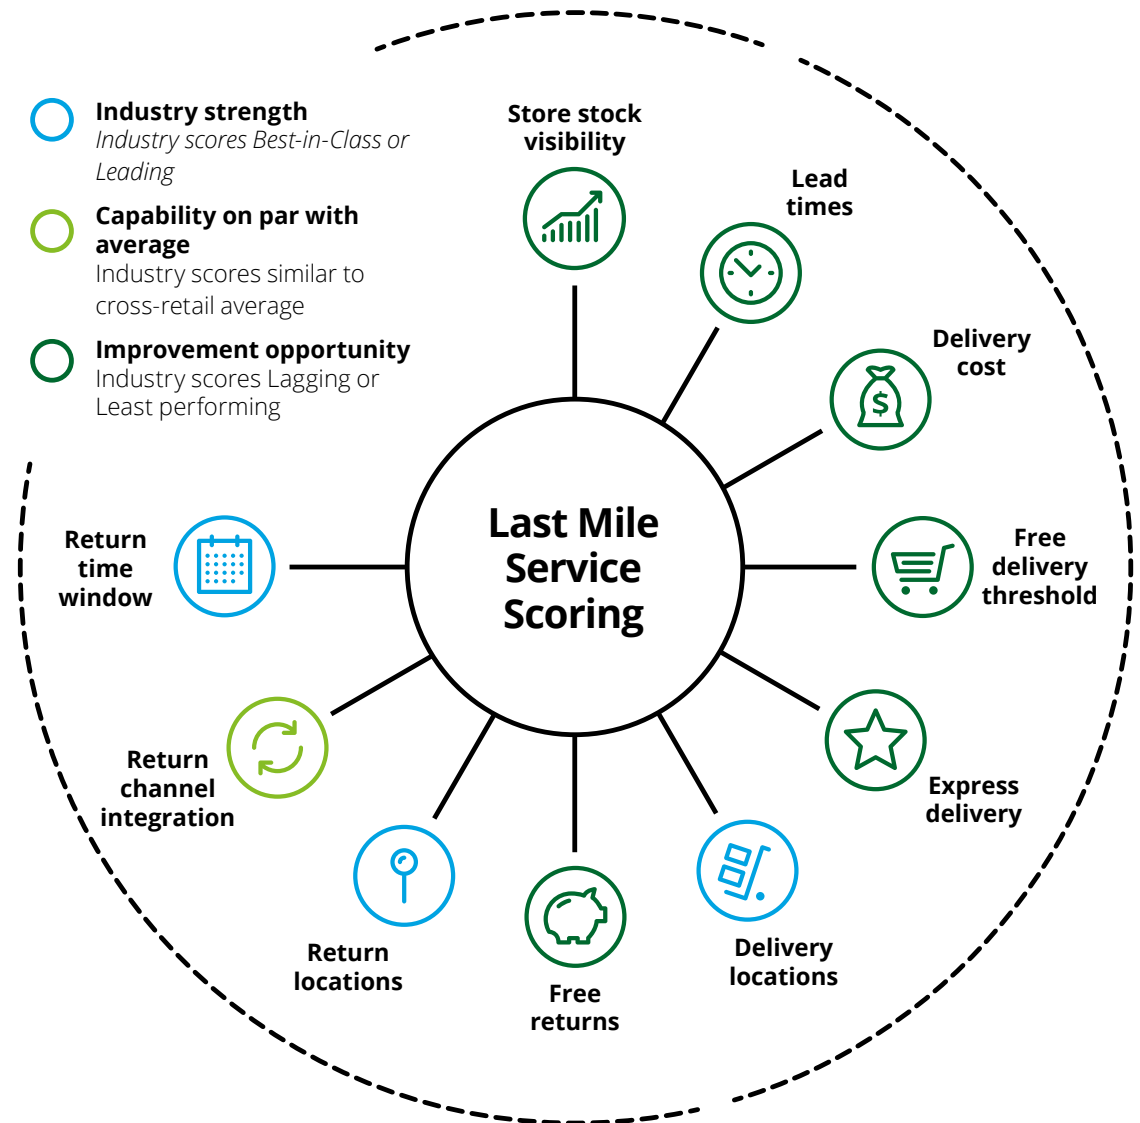 Industry strength
Industry scores Best-in-Class or
Leading
Capability on par with
average
Industry scores similar to
cross-retail average
Improvement opportunity
Industry scores Lagging or
Least performing
Store stock
visibility
Lead
times
Delivery
cost
$
Free
delivery
threshold
Express
delivery
Delivery
locations
Free
returns
Return
locations
Return
channel
integration
Return
time
window
Last Mile
Service
Scoring